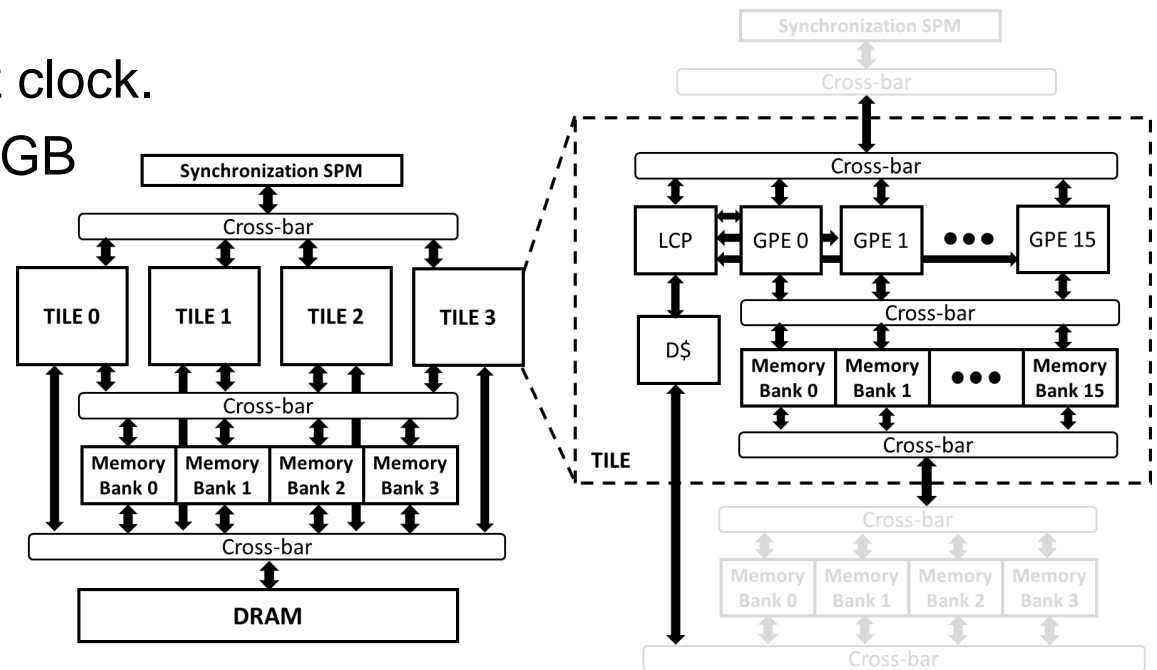 t clock.
GB
Synchronization SPM
Cross-bar
TILE 0
TILE 1
TILE 2
TILE 3
Cross-bar
Memory Bank 0
Memory Bank 1
Memory Bank 2
Memory Bank 3
Cross-bar
DRAM
Synchronization SPM
Cross-bar
Cross-bar
LCP
GPE 0
GPE 1
GPE 15
Cross-bar
D$
Memory
Bank 0
Memory
Bank 1
Memory
Bank 15
Cross-bar
TILE
Cross-bar
Memory
Bank 0
Memory
Bank 1
Memory
Bank 2
Memory
Bank 3
Cross-bar